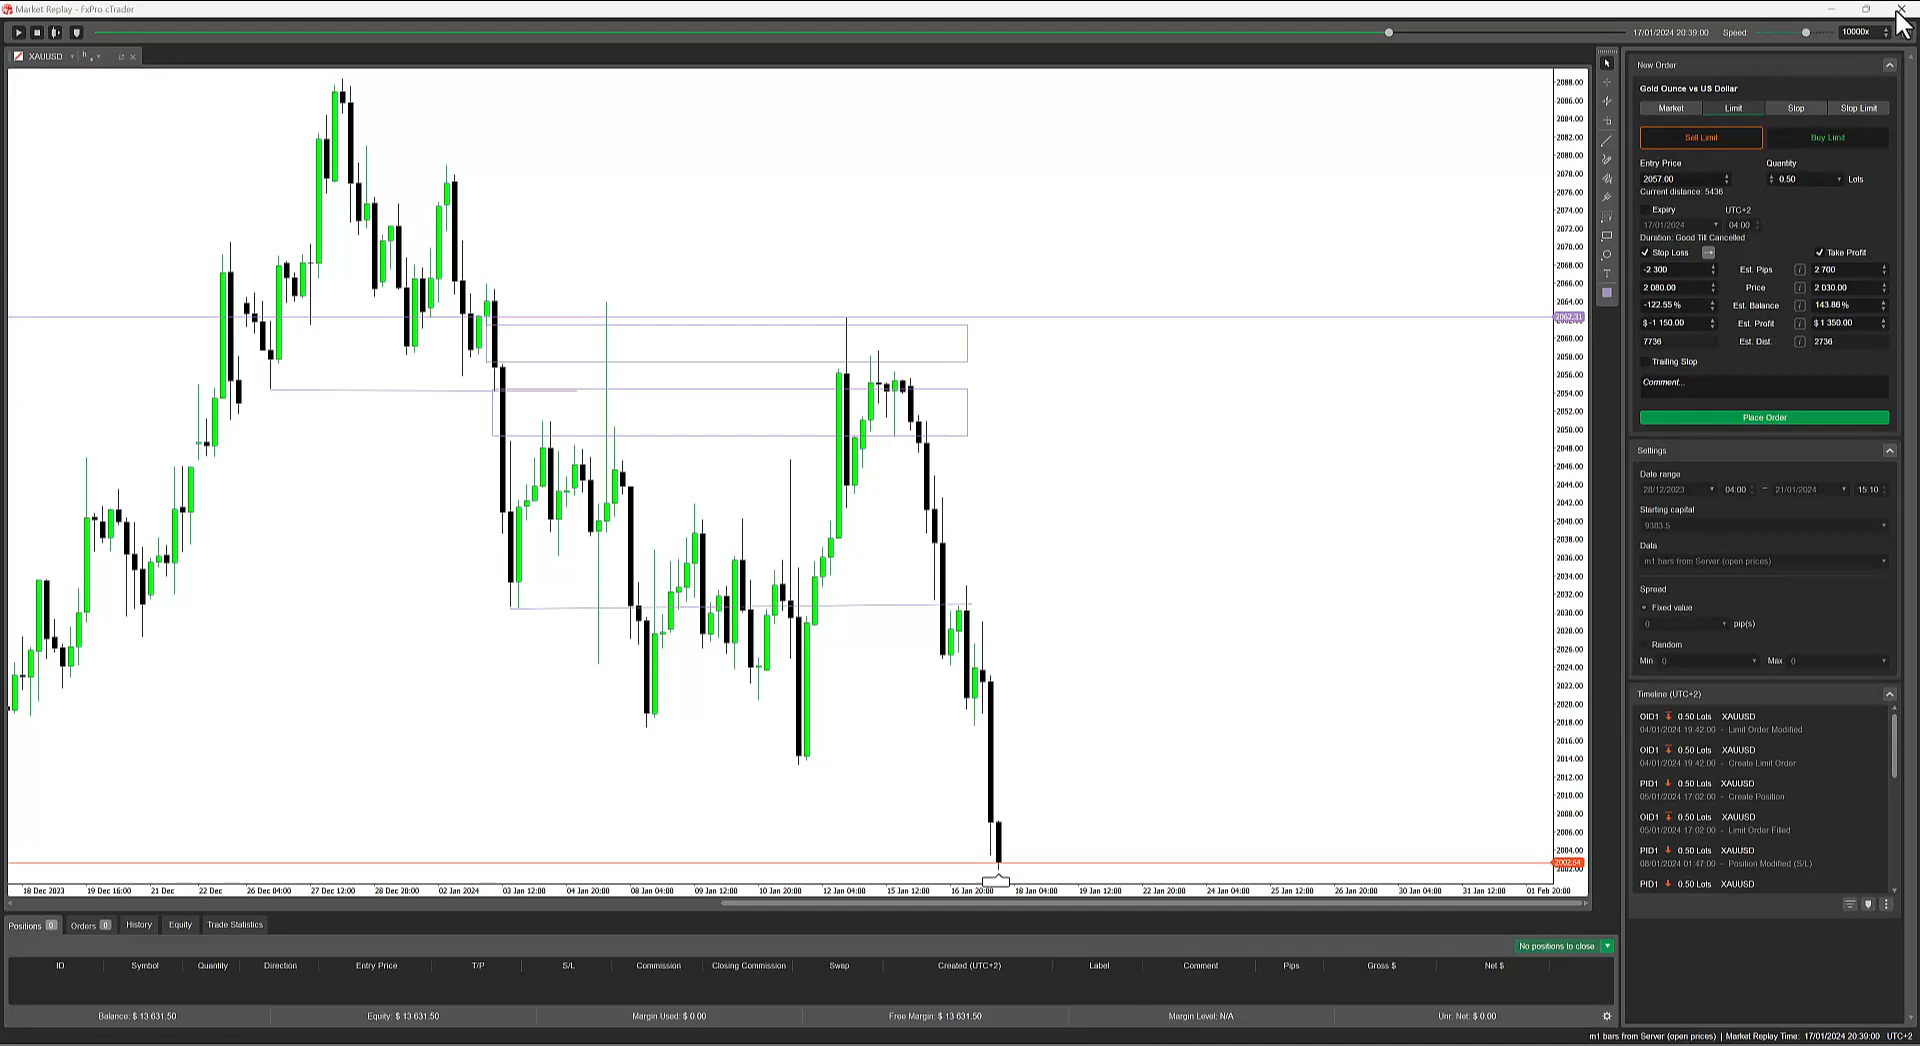 Market Replay - FxPro cTrader
17/01/2024 20:39:00 Speed: 10000x
XAUUSD h 4
2088.00
2086.00
2084.00
2082.00
2080.00
2078.00
2076.00
2074.00
2072.00
2070.00
2068.00
2066.00
2064.00
2062.31
2060.00
2058.00
2056.00
2054.00
2052.00
2050.00
2048.00
2046.00
2044.00
2042.00
2040.00
2038.00
2036.00
2034.00
2032.00
2030.00
2028.00
2026.00
2024.00
2022.00
2020.00
2018.00
2016.00
2014.00
2012.00
2010.00
2008.00
2006.00
2004.00
2002.64
2002.00
18 Dec 2023 19 Dec 16:00 21 Dec 22 Dec 26 Dec 04:00 27 Dec 12:00 28 Dec 20:00 02 Jan 2024 03 Jan 12:00 04 Jan 20:00 08 Jan 04:00 09 Jan 12:00 10 Jan 20:00 12 Jan 04:00 15 Jan 12:00 16 Jan 20:00 18 Jan 04:00 19 Jan 12:00 22 Jan 20:00 24 Jan 04:00 25 Jan 12:00 26 Jan 20:00 30 Jan 04:00 31 Jan 12:00 01 Feb 20:00
New Order
Gold Ounce vs US Dollar
Market Limit Stop Stop Limit
Sell Limit Buy Limit
Entry Price Quantity
2057.00 0.50 Lots
Current distance: 5436
Expiry UTC+2
17/01/2024 04:00
Duration: Good Till Cancelled
Stop Loss Take Profit
-2 300 Est. Pips 2 700
2 080.00 Price 2 030.00
-122.55 % Est. Balance 143.86 %
$ -1 150.00 Est. Profit $ 1 350.00
7736 Est. Dist. 2736
Trailing Stop
Comment...
Place Order
Settings
Date range
28/12/2023 04:00 – 21/01/2024 15:10
Starting capital
9383.5
Data
m1 bars from Server (open prices)
Spread
Fixed value
0 pip(s)
Random
Min 0 Max 0
Timeline (UTC+2)
OID1 0.50 Lots XAUUSD
04/01/2024 19:42:00 - Limit Order Modified
OID1 0.50 Lots XAUUSD
04/01/2024 19:42:00 - Create Limit Order
PID1 0.50 Lots XAUUSD
05/01/2024 17:02:00 - Create Position
OID1 0.50 Lots XAUUSD
05/01/2024 17:02:00 - Limit Order Filled
PID1 0.50 Lots XAUUSD
08/01/2024 01:47:00 - Position Modified (S/L)
PID1 0.50 Lots XAUUSD
Positions 0 Orders 0 History Equity Trade Statistics
No positions to close
ID Symbol Quantity Direction Entry Price T/P S/L Commission Closing Commission Swap Created (UTC+2) Label Comment Pips Gross $ Net $
Balance: $ 13 631.50 Equity: $ 13 631.50 Margin Used: $ 0.00 Free Margin: $ 13 631.50 Margin Level: N/A Unr. Net: $ 0.00
m1 bars from Server (open prices) | Market Replay Time: 17/01/2024 20:39:00 UTC+2